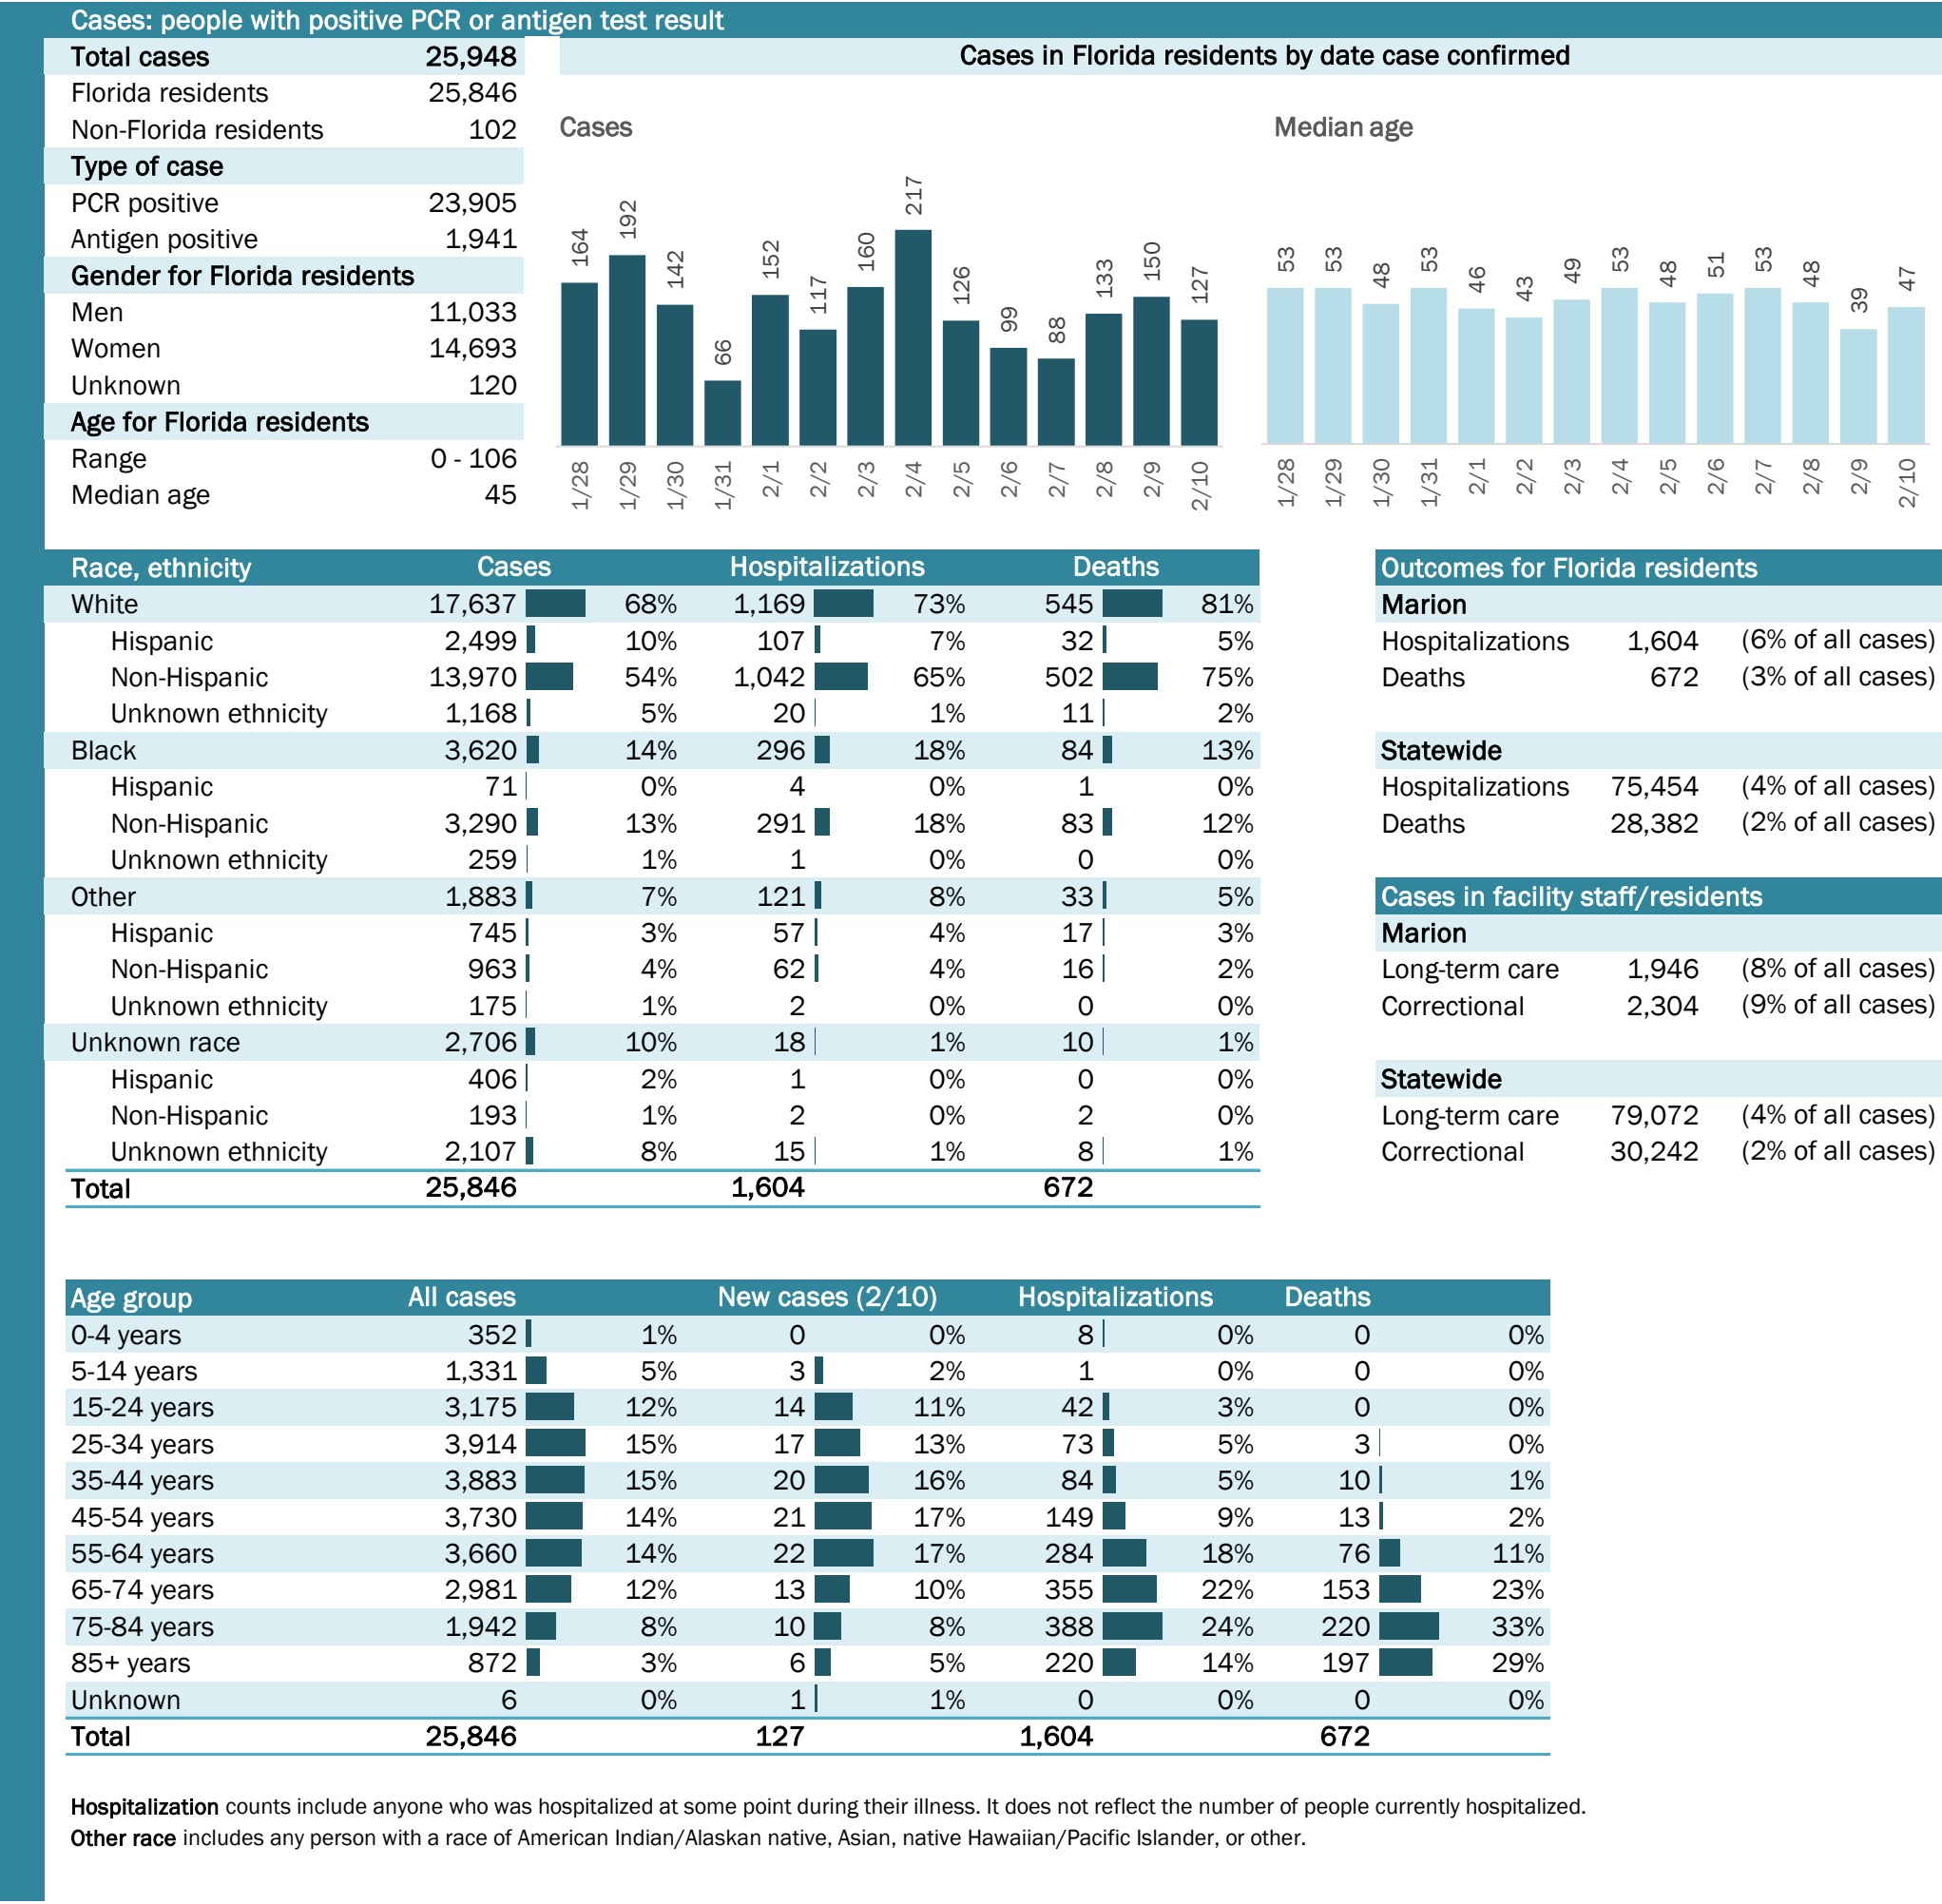 Cases: people with positive PCR or antigen test result
Total cases 25,948
Florida residents 25,846
Non-Florida residents 102
Type of case
PCR positive 23,905
Antigen positive 1,941
Gender for Florida residents
Men 11,033
Women 14,693
Unknown 120
Age for Florida residents
Range 0 - 106
Median age 45
Cases in Florida residents by date case confirmed
Cases
164 192 142 66 152 117 160 217 126 99 88 133 150 127
1/28 1/29 1/30 1/31 2/1 2/2 2/3 2/4 2/5 2/6 2/7 2/8 2/9 2/10
Median age
53 53 48 53 46 43 49 53 48 51 53 48 39 47
1/28 1/29 1/30 1/31 2/1 2/2 2/3 2/4 2/5 2/6 2/7 2/8 2/9 2/10
Race, ethnicity Cases Hospitalizations Deaths
White 17,637 68% 1,169 73% 545 81%
Hispanic 2,499 10% 107 7% 32 5%
Non-Hispanic 13,970 54% 1,042 65% 502 75%
Unknown ethnicity 1,168 5% 20 1% 11 2%
Black 3,620 14% 296 18% 84 13%
Hispanic 71 0% 4 0% 1 0%
Non-Hispanic 3,290 13% 291 18% 83 12%
Unknown ethnicity 259 1% 1 0% 0 0%
Other 1,883 7% 121 8% 33 5%
Hispanic 745 3% 57 4% 17 3%
Non-Hispanic 963 4% 62 4% 16 2%
Unknown ethnicity 175 1% 2 0% 0 0%
Unknown race 2,706 10% 18 1% 10 1%
Hispanic 406 2% 1 0% 0 0%
Non-Hispanic 193 1% 2 0% 2 0%
Unknown ethnicity 2,107 8% 15 1% 8 1%
Total 25,846 1,604 672
Outcomes for Florida residents
Marion
Hospitalizations 1,604 (6% of all cases)
Deaths 672 (3% of all cases)
Statewide
Hospitalizations 75,454 (4% of all cases)
Deaths 28,382 (2% of all cases)
Cases in facility staff/residents
Marion
Long-term care 1,946 (8% of all cases)
Correctional 2,304 (9% of all cases)
Statewide
Long-term care 79,072 (4% of all cases)
Correctional 30,242 (2% of all cases)
Age group All cases New cases (2/10) Hospitalizations Deaths
0-4 years 352 1% 0 0% 8 0% 0 0%
5-14 years 1,331 5% 3 2% 1 0% 0 0%
15-24 years 3,175 12% 14 11% 42 3% 0 0%
25-34 years 3,914 15% 17 13% 73 5% 3 0%
35-44 years 3,883 15% 20 16% 84 5% 10 1%
45-54 years 3,730 14% 21 17% 149 9% 13 2%
55-64 years 3,660 14% 22 17% 284 18% 76 11%
65-74 years 2,981 12% 13 10% 355 22% 153 23%
75-84 years 1,942 8% 10 8% 388 24% 220 33%
85+ years 872 3% 6 5% 220 14% 197 29%
Unknown 6 0% 1 1% 0 0% 0 0%
Total 25,846 127 1,604 672
Hospitalization counts include anyone who was hospitalized at some point during their illness. It does not reflect the number of people currently hospitalized.
Other race includes any person with a race of American Indian/Alaskan native, Asian, native Hawaiian/Pacific Islander, or other.